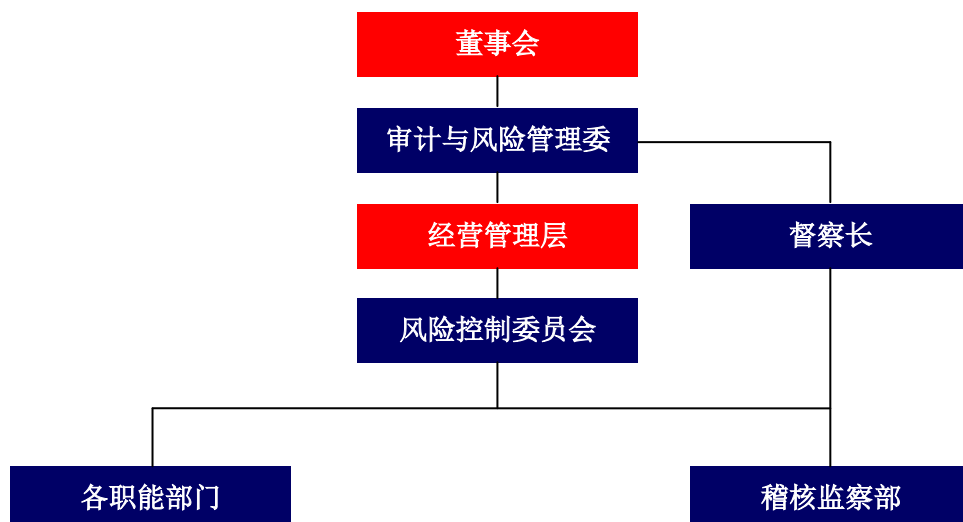 董事会
审计与风险管理委
经营管理层
督察长
风险控制委员会
各职能部门
稽核监察部